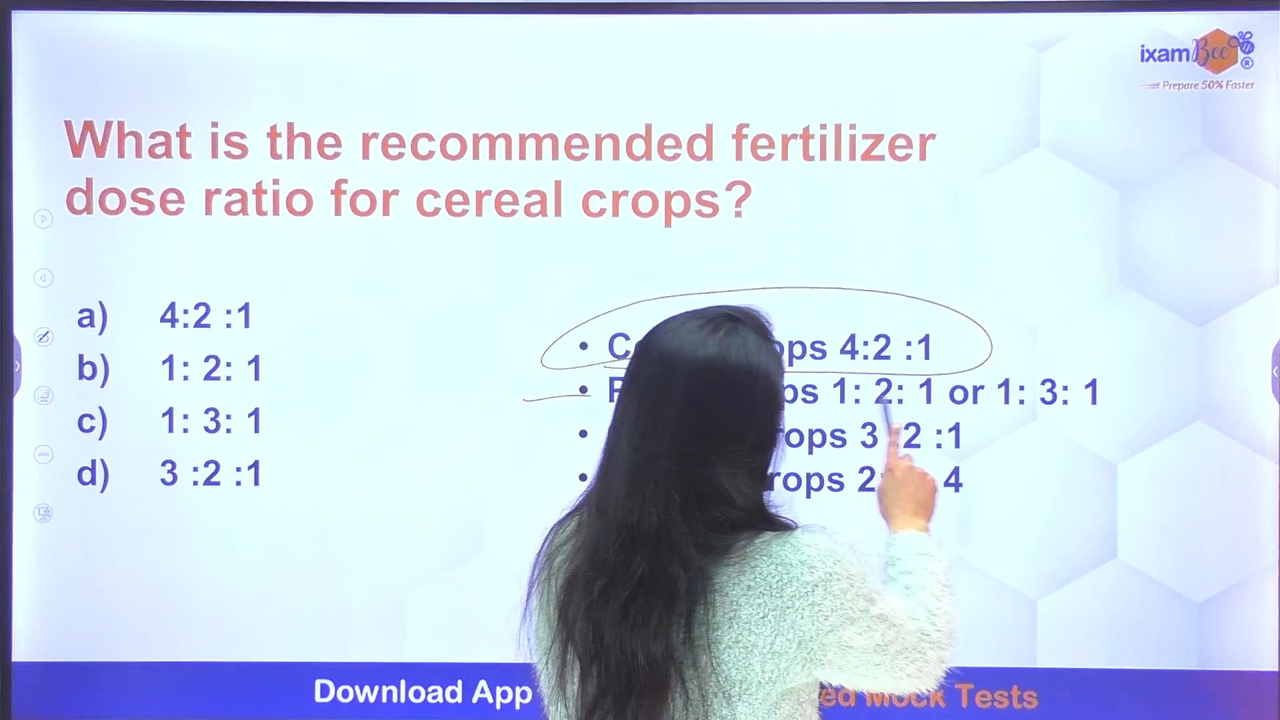 ixamBee
Prepare 50% Faster
What is the recommended fertilizer
dose ratio for cereal crops?
a) 4:2 :1
b) 1: 2: 1
c) 1: 3: 1
d) 3 :2 :1
• C ops 4:2 :1
• ps 1: 2: 1 or 1: 3: 1
• rops 3 2 :1
• rops 2: 4
Download App
ed Mock Tests